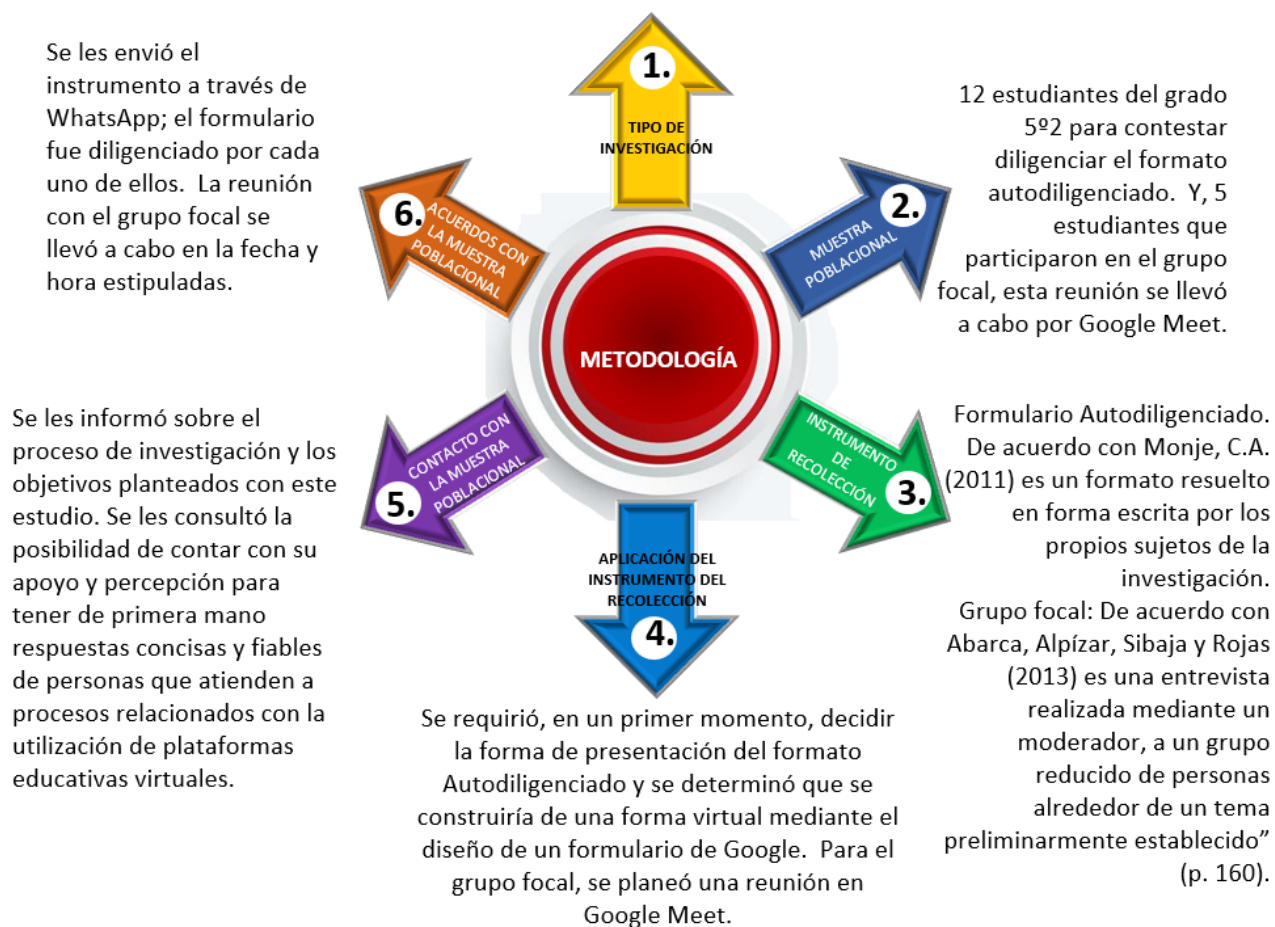 METODOLOGÍA
1.
TIPO DE
INVESTIGACIÓN
2.
MUESTRA
POBLACIONAL
12 estudiantes del grado
5º2 para contestar
diligenciar el formato
autodiligenciado.  Y, 5
estudiantes que
participaron en el grupo
focal, esta reunión se llevó
a cabo por Google Meet.
3.
INSTRUMENTO
DE
RECOLECCIÓN
Formulario Autodiligenciado.
De acuerdo con Monje, C.A.
(2011) es un formato resuelto
en forma escrita por los
propios sujetos de la
investigación.
Grupo focal: De acuerdo con
Abarca, Alpízar, Sibaja y Rojas
(2013) es una entrevista
realizada mediante un
moderador, a un grupo
reducido de personas
alrededor de un tema
preliminarmente establecido”
(p. 160).
APLICACIÓN DEL
INSTRUMENTO DEL
RECOLECCIÓN
4.
Se requirió, en un primer momento, decidir
la forma de presentación del formato
Autodiligenciado y se determinó que se
construiría de una forma virtual mediante el
diseño de un formulario de Google.  Para el
grupo focal, se planeó una reunión en
Google Meet.
5.
CONTACTO CON
LA MUESTRA
POBLACIONAL
Se les informó sobre el
proceso de investigación y los
objetivos planteados con este
estudio. Se les consultó la
posibilidad de contar con su
apoyo y percepción para
tener de primera mano
respuestas concisas y fiables
de personas que atienden a
procesos relacionados con la
utilización de plataformas
educativas virtuales.
6.
ACUERDOS CON
LA MUESTRA
POBLACIONAL
Se les envió el
instrumento a través de
WhatsApp; el formulario
fue diligenciado por cada
uno de ellos.  La reunión
con el grupo focal se
llevó a cabo en la fecha y
hora estipuladas.